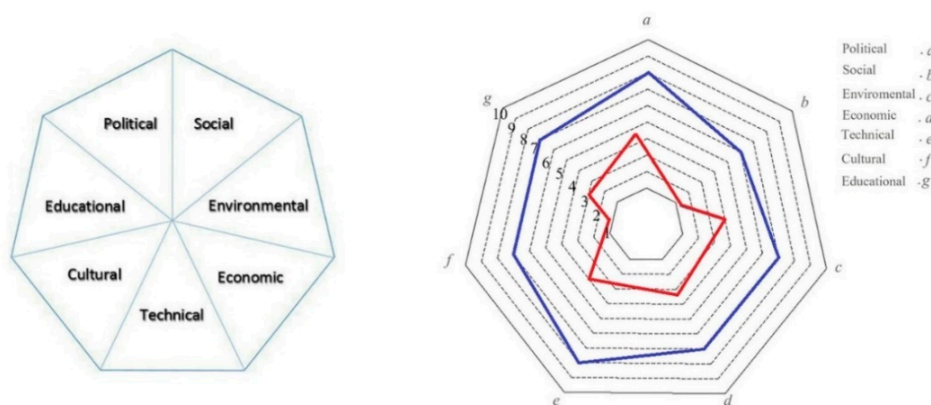 Political
Social
Educational
Environmental
Cultural
Economic
Technical
a
g
b
10
9
8
7
6
5
4
3
2
1
f
c
e
d
Political
Social . b
Enviromental .
Economic .
Technical . e
Cultural . f
Educational .g